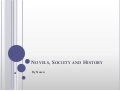 NOVELS, SOCIETY AND HISTORY